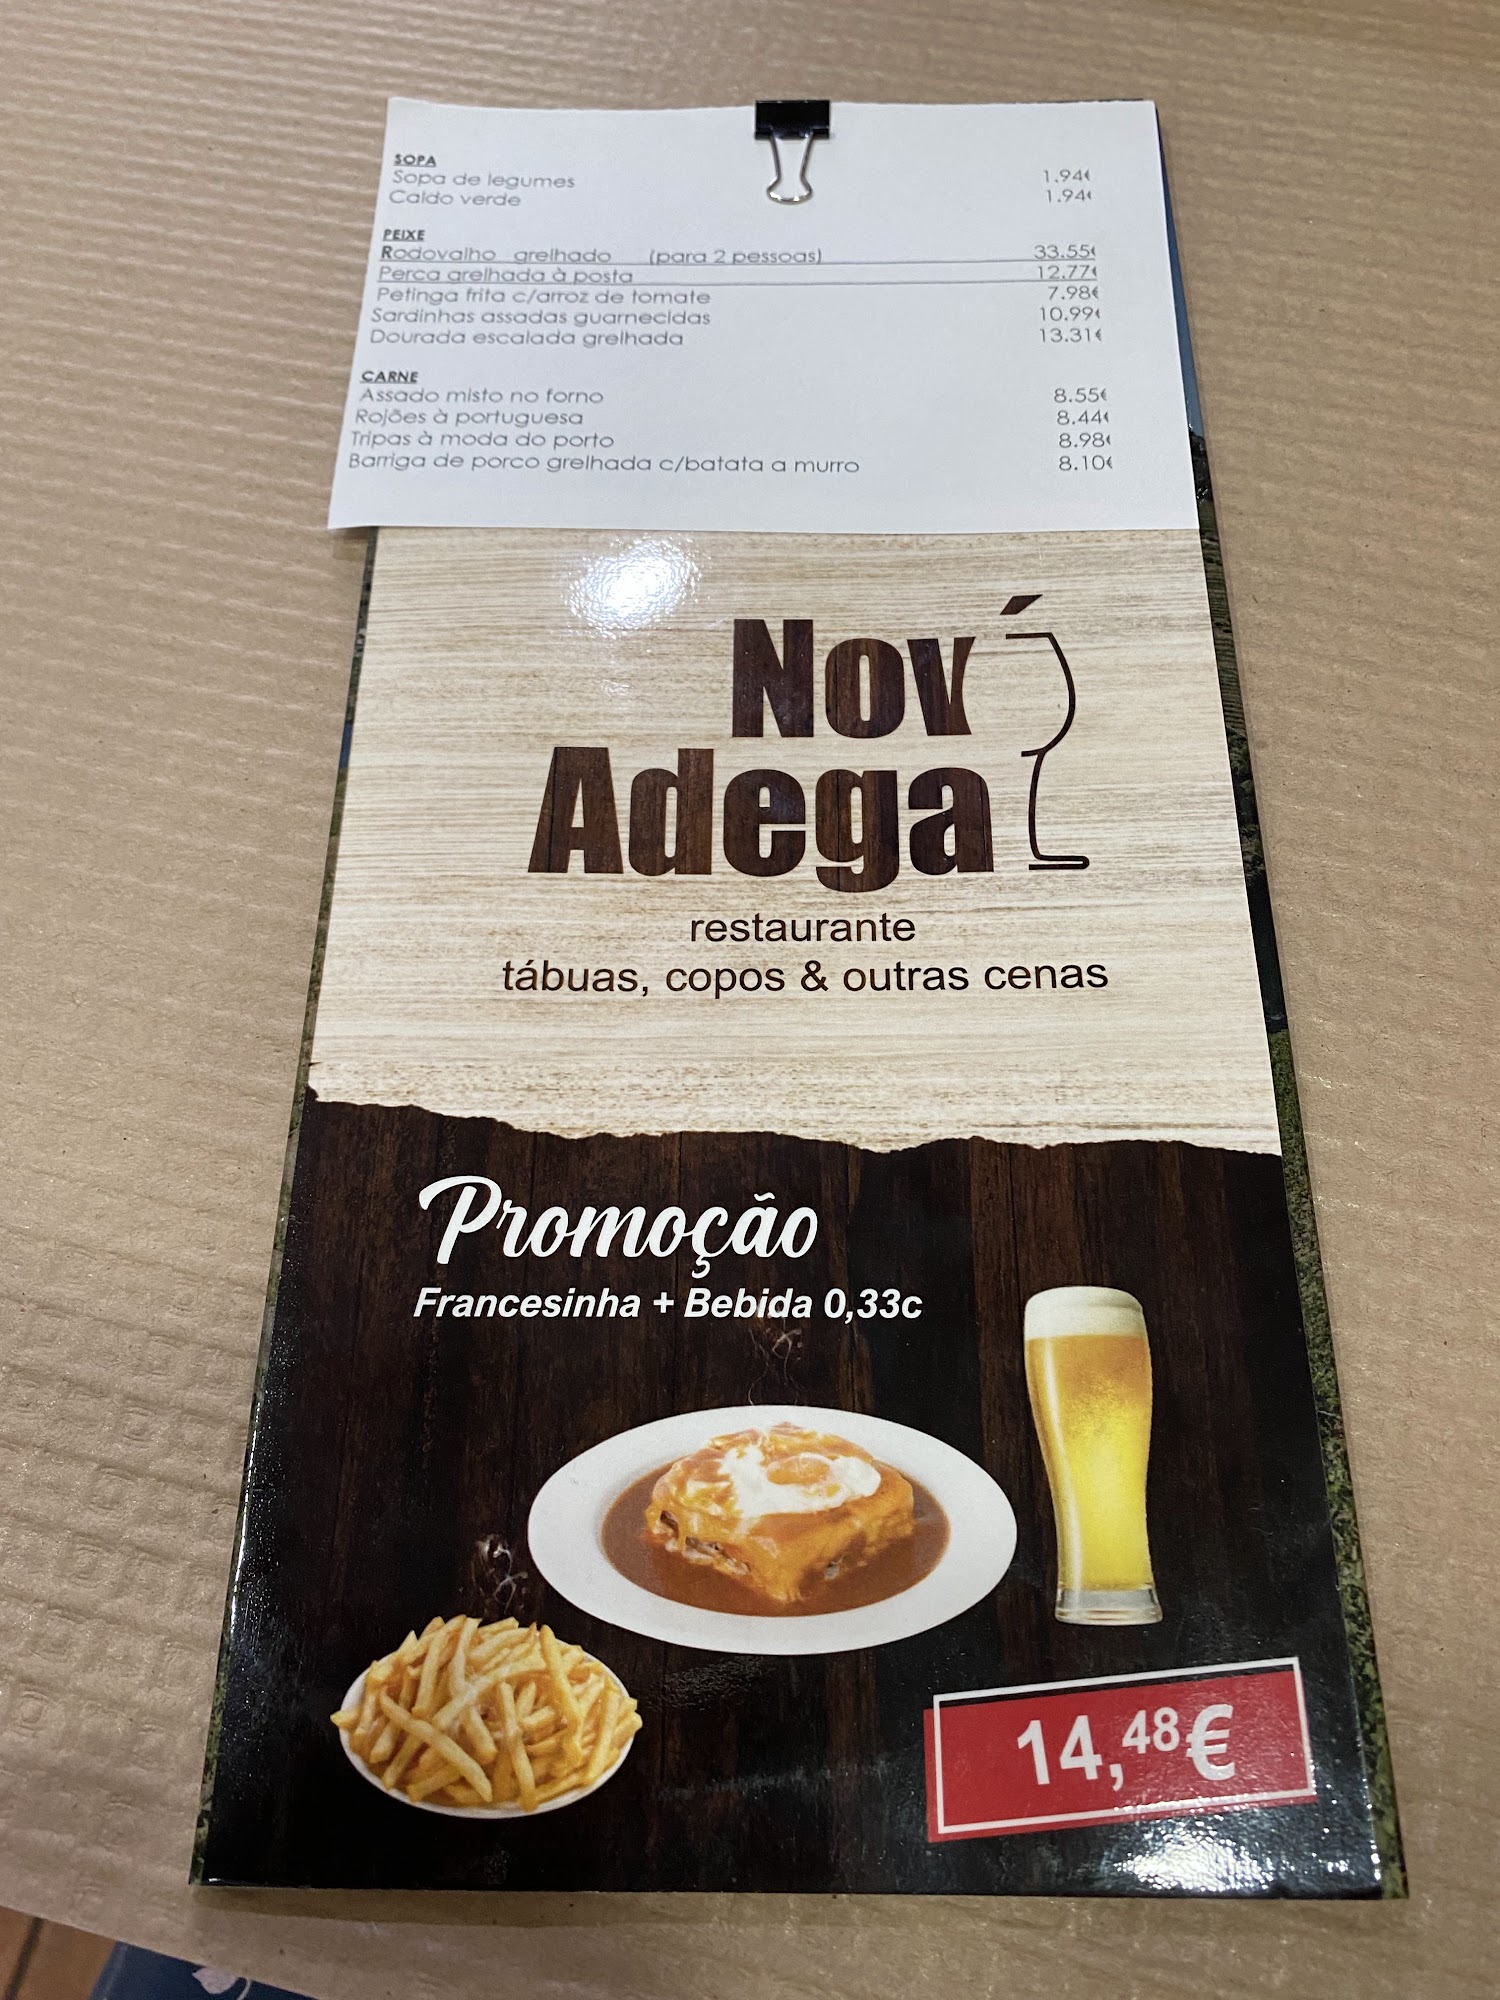 SOPA
Sopa de legumes 1.94€
Caldo verde 1.94€
PEIXE
Rodovalho grelhado (para 2 pessoas) 33.55€
Perca grelhada à posta 12.77€
Petinga frita c/arroz de tomate 7.98€
Sardinhas assadas guarnecidas 10.99€
Dourada escalada grelhada 13.31€
CARNE
Assado misto no forno 8.55€
Rojões à portuguesa 8.44€
Tripas à moda do porto 8.98€
Barriga de porco grelhada c/batata a murro 8.10€
Nov´
Adega
restaurante
tábuas, copos & outras cenas
Promoção
Francesinha + Bebida 0,33c
14,48€